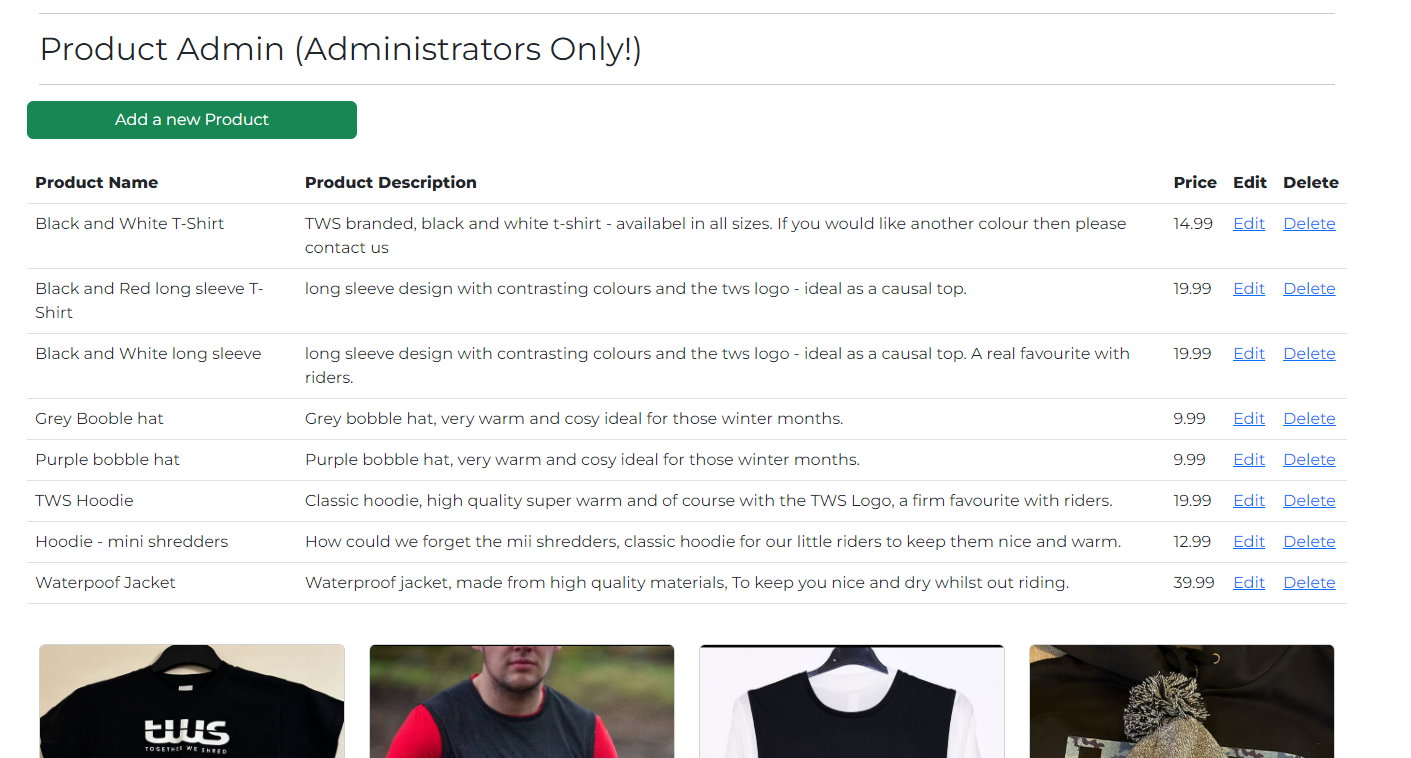 Product Admin (Administrators Only!)
Add a new Product
Product Name Product Description Price Edit Delete
Black and White T-Shirt TWS branded, black and white t-shirt - availabel in all sizes. If you would like another colour then please 14.99 Edit Delete
contact us
Black and Red long sleeve T- long sleeve design with contrasting colours and the tws logo - ideal as a causal top. 19.99 Edit Delete
Shirt
Black and White long sleeve long sleeve design with contrasting colours and the tws logo - ideal as a causal top. A real favourite with 19.99 Edit Delete
riders.
Grey Booble hat Grey bobble hat, very warm and cosy ideal for those winter months. 9.99 Edit Delete
Purple bobble hat Purple bobble hat, very warm and cosy ideal for those winter months. 9.99 Edit Delete
TWS Hoodie Classic hoodie, high quality super warm and of course with the TWS Logo, a firm favourite with riders. 19.99 Edit Delete
Hoodie - mini shredders How could we forget the mii shredders, classic hoodie for our little riders to keep them nice and warm. 12.99 Edit Delete
Waterpoof Jacket Waterproof jacket, made from high quality materials, To keep you nice and dry whilst out riding. 39.99 Edit Delete
tws
TOGETHER WE SHRED